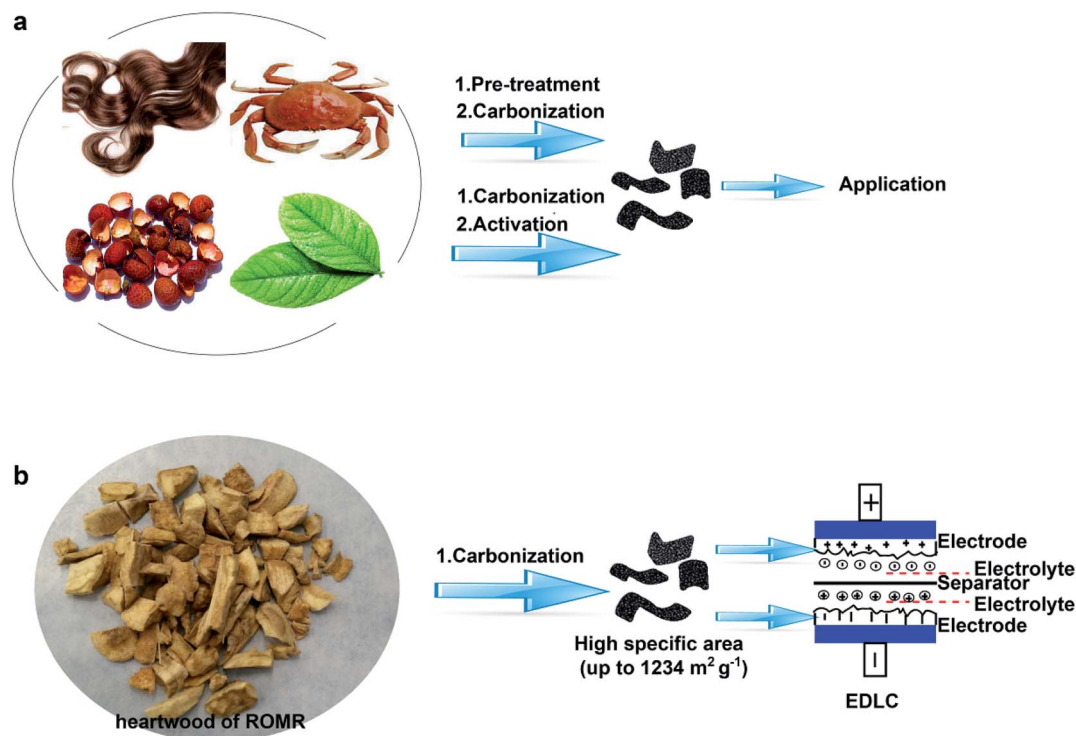 a
1.Pre-treatment
2.Carbonization
1.Carbonization
2.Activation
Application
b
heartwood of ROMR
1.Carbonization
High specific area
(up to 1234 m² g⁻¹)
+
Electrode
Electrolyte
Separator
Electrolyte
Electrode
−
EDLC